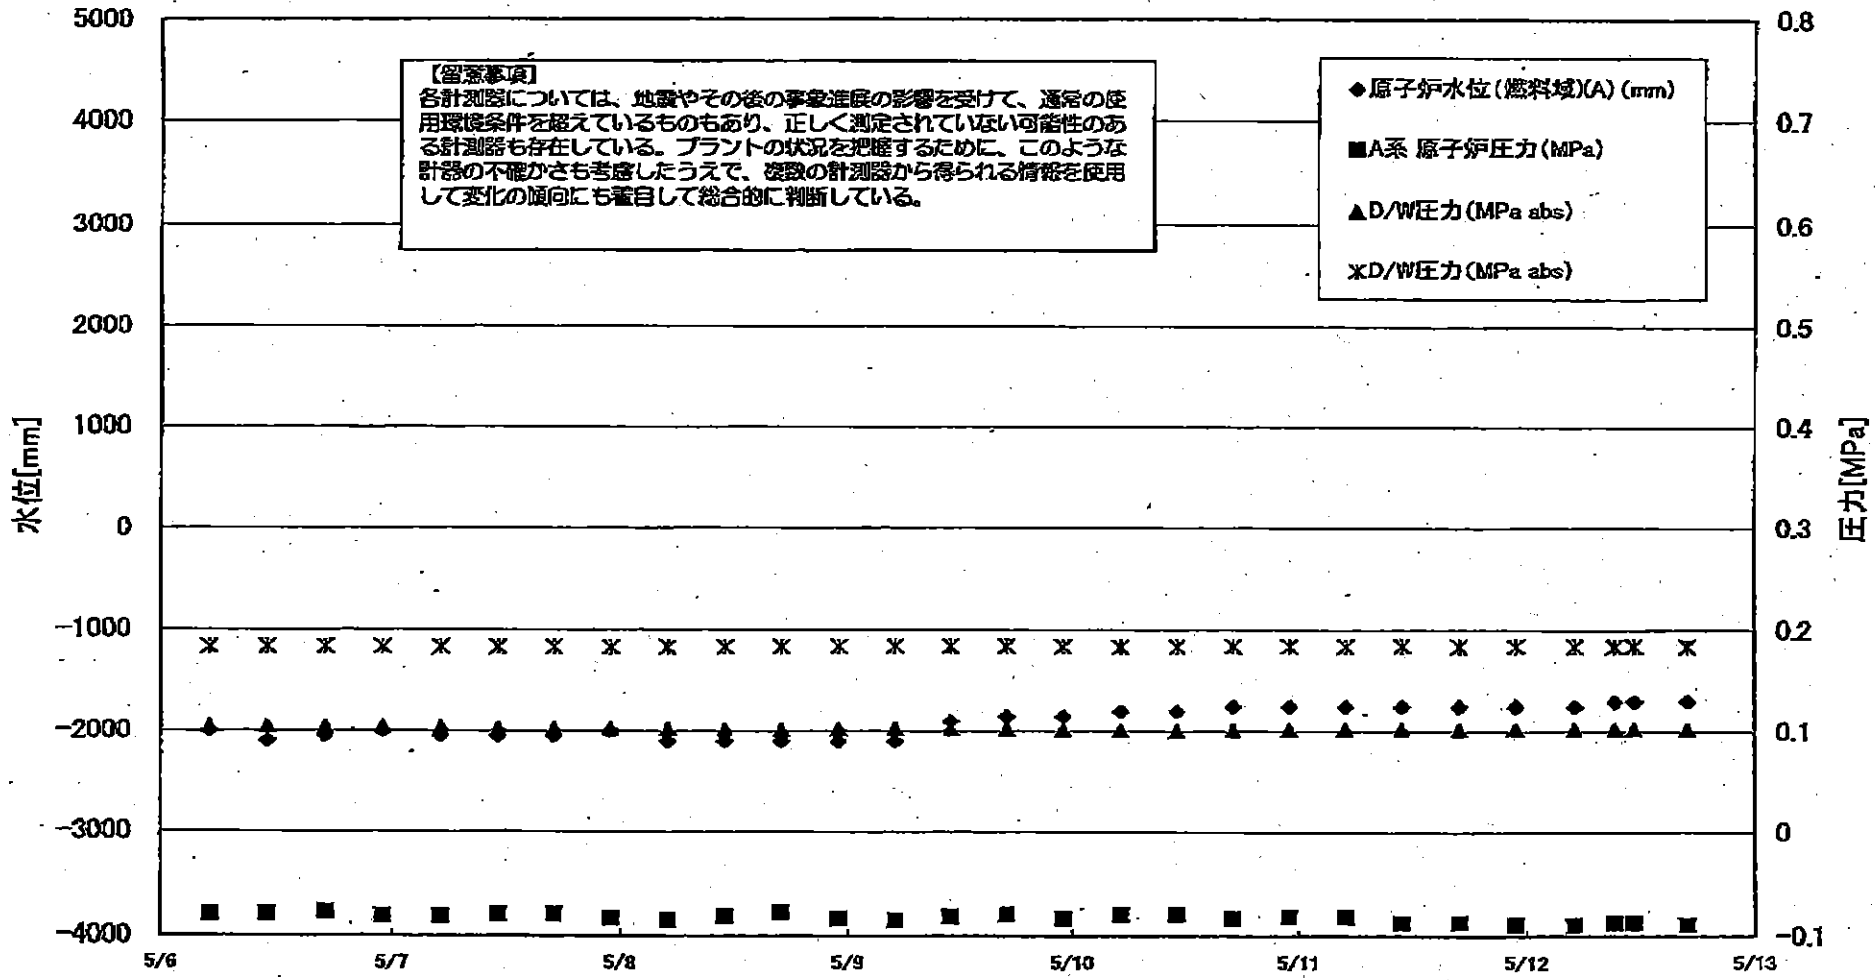 5000
4000
3000
2000
1000
0
-1000
-2000
-3000
-4000
水位[mm]
【留意事項】
各計測器については、地震やその後の事象進展の影響を受けて、通常の使
用環境条件を超えているものもあり、正しく測定されていない可能性のあ
る計測器も存在している。プラントの状況を把握するために、このような
計器の不確かさも考慮したうえで、複数の計測器から得られる情報を使用
して変化の傾向にも着目して総合的に判断している。
◆原子炉水位(燃料域)(A) (mm)
■A系 原子炉圧力(MPa)
▲D/W圧力(MPa abs)
ж D/W圧力(MPa abs)
0.8
0.7
0.6
0.5
0.4
0.3
0.2
0.1
0
-0.1
圧力[MPa]
5/6 5/7 5/8 5/9 5/10 5/11 5/12 5/13